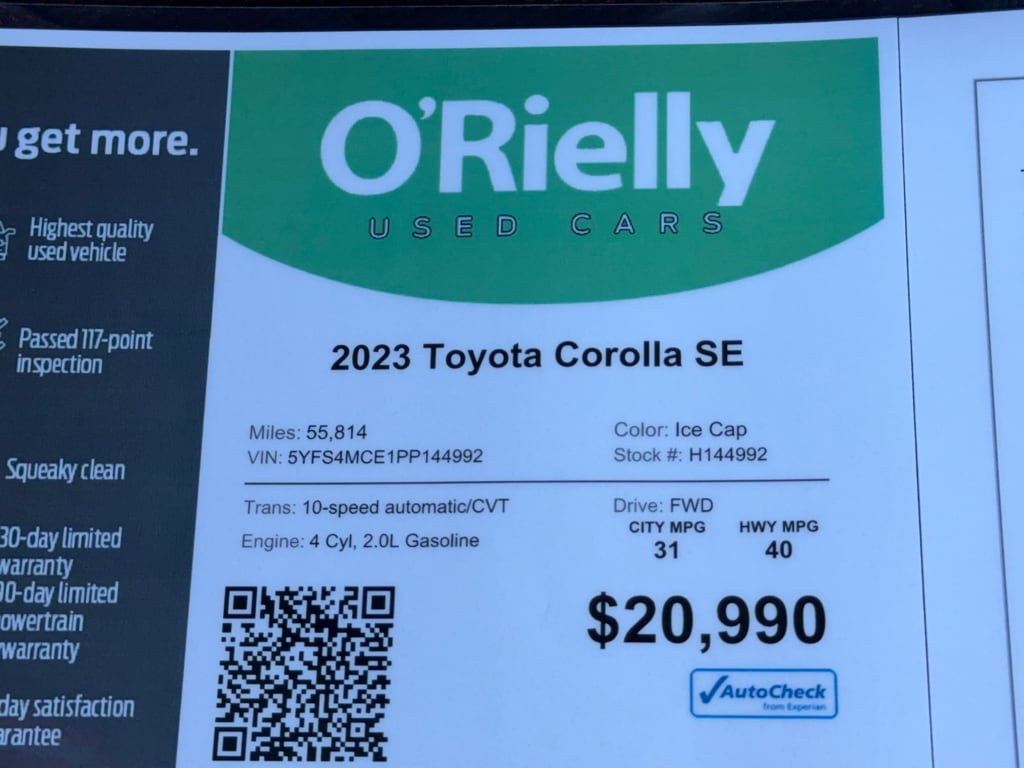 get more.
Highest quality
used vehicle
Passed 117-point
inspection
Squeaky clean
30-day limited
warranty
90-day limited
powertrain
warranty
day satisfaction
O'Rielly
USED CARS
2023 Toyota Corolla SE
Miles: 55,814
Color: Ice Cap
VIN: 5YFS4MCE1PP144992
Stock #: H144992
Trans: 10-speed automatic/CVT
Drive: FWD
CITY MPG HWY MPG
31 40
Engine: 4 Cyl, 2.0L Gasoline
$20,990
AutoCheck
from Experian